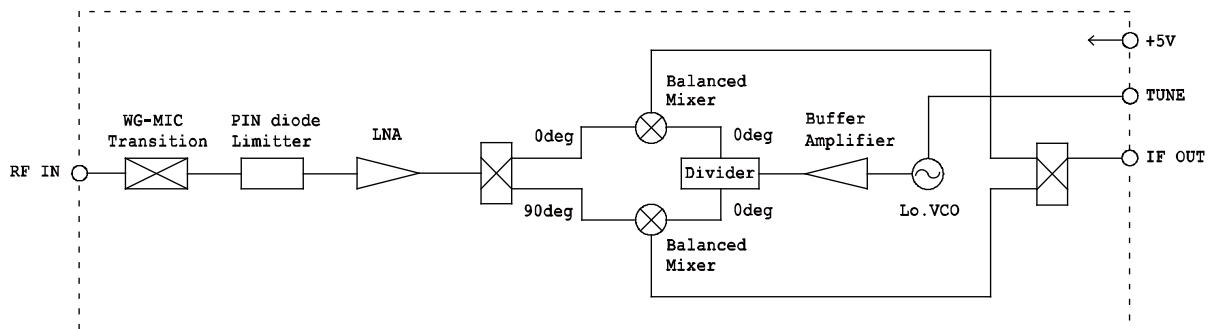 +5V
Balanced
Mixer
TUNE
WG-MIC
Transition
PIN diode
Limitter
LNA
0deg
0deg
Buffer
Amplifier
RF IN
Divider
IF OUT
90deg
0deg
Lo.VCO
Balanced
Mixer